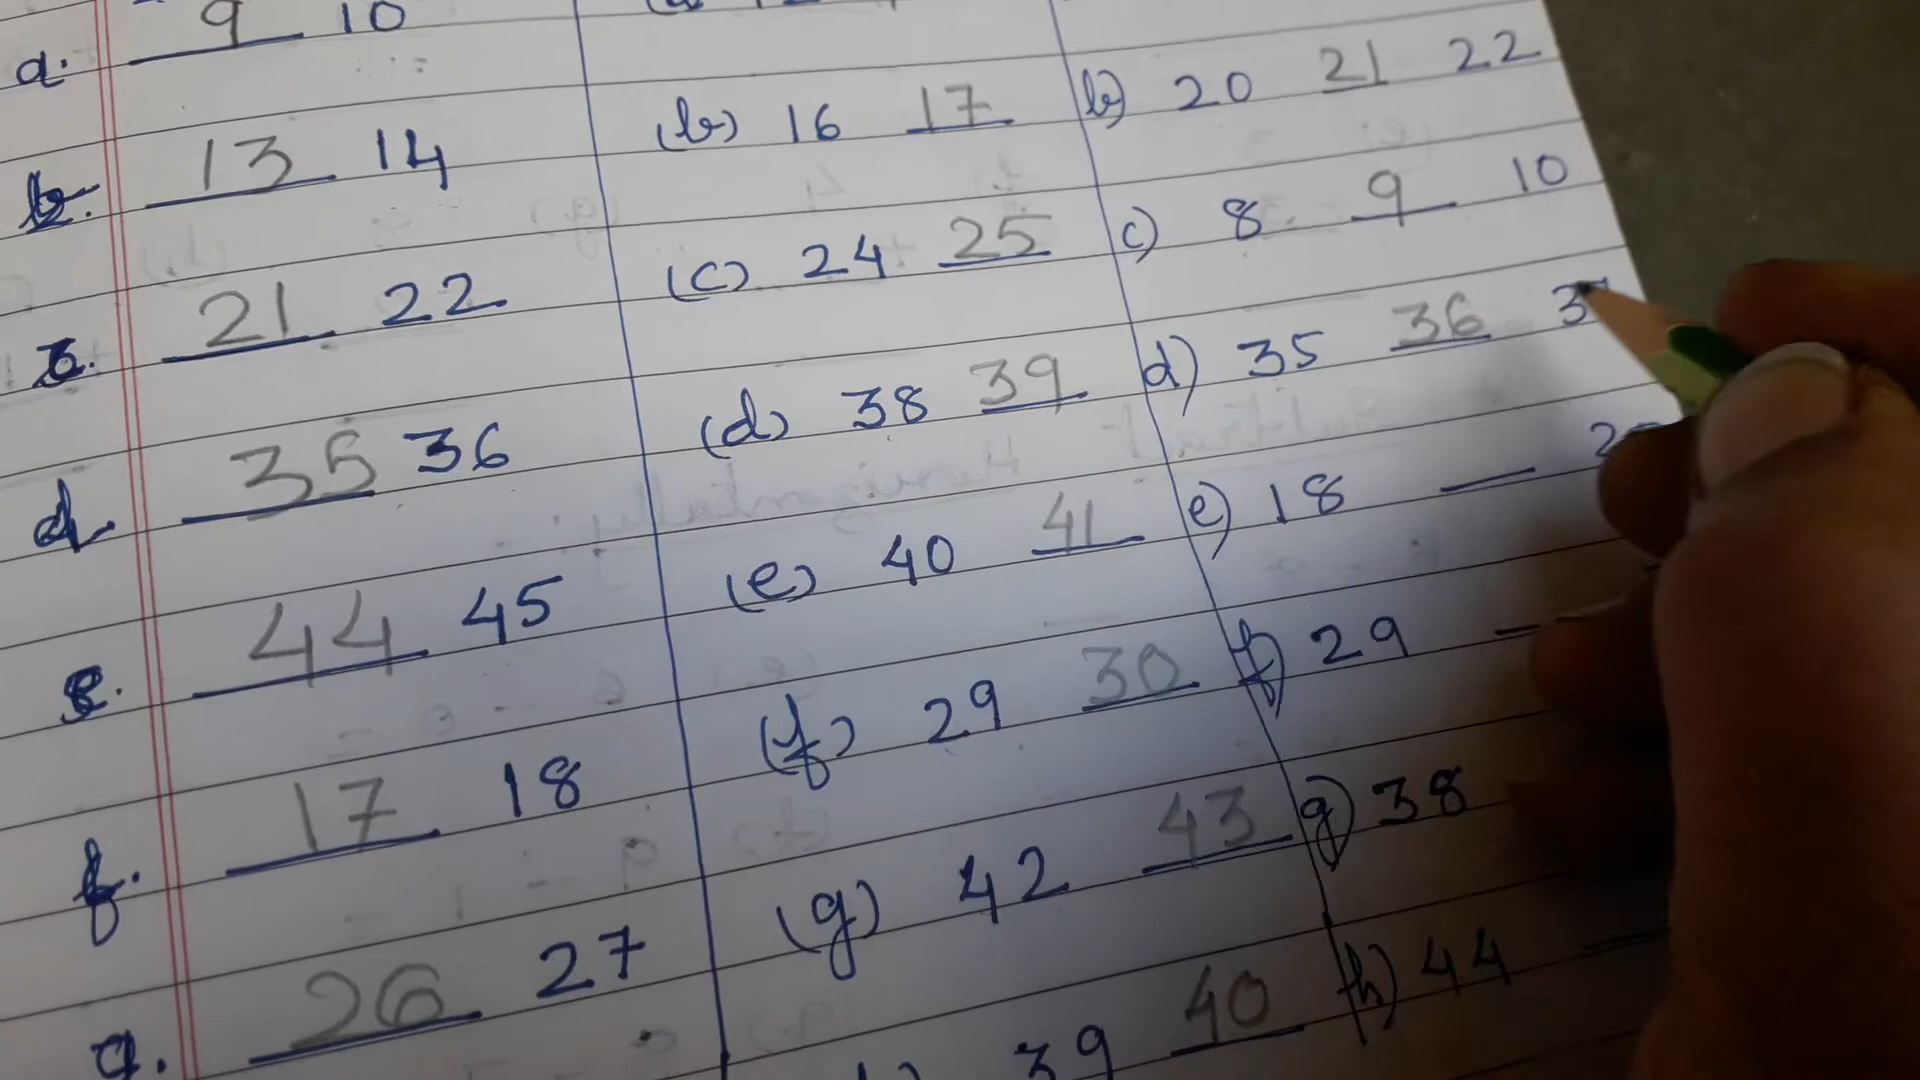 a. 9 10
b. 13 14
c. 21 22
d. 35 36
e. 44 45
f. 17 18
g. 26 27
(b) 16 17
(c) 24 25
(d) 38 39
(e) 40 41
(f) 29 30
(g) 42 43
39 40
b) 20 21 22
c) 8 9 10
d) 35 36 37
e) 18
f) 29
g) 38
h) 44